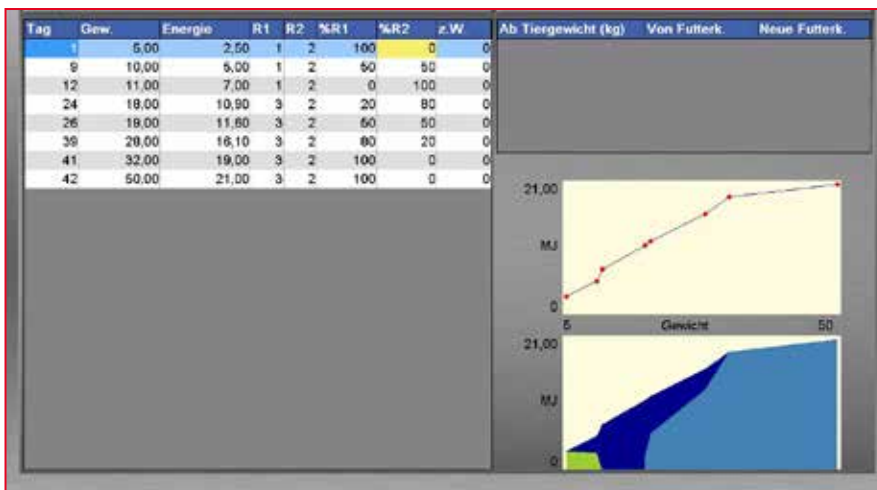 Tag Gew. Energie R1 R2 %R1 %R2 z.W.
1 5,00 2,50 1 2 100 0 0
9 10,00 5,00 1 2 50 50 0
12 11,00 7,00 1 2 0 100 0
24 18,00 10,90 3 2 20 80 0
26 19,00 11,60 3 2 50 50 0
39 28,00 16,10 3 2 80 20 0
41 32,00 19,00 3 2 100 0 0
42 50,00 21,00 3 2 100 0 0
Ab Tiergewicht (kg) Von Futterk. Neue Futterk.
21,00
MJ
0
5 Gewicht 50
21,00
MJ
0